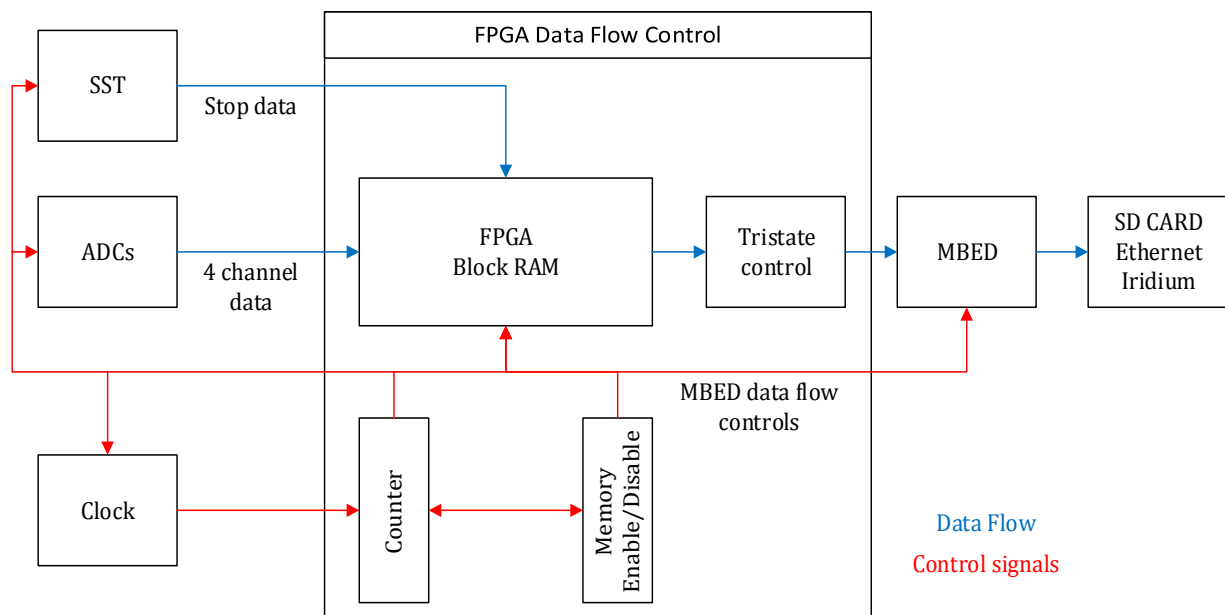 FPGA Data Flow Control
SST
Stop data
ADCs
4 channel
data
FPGA
Block RAM
Tristate
control
MBED
SD CARD
Ethernet
Iridium
MBED data flow
controls
Clock
Counter
Memory
Enable/Disable
Data Flow
Control signals